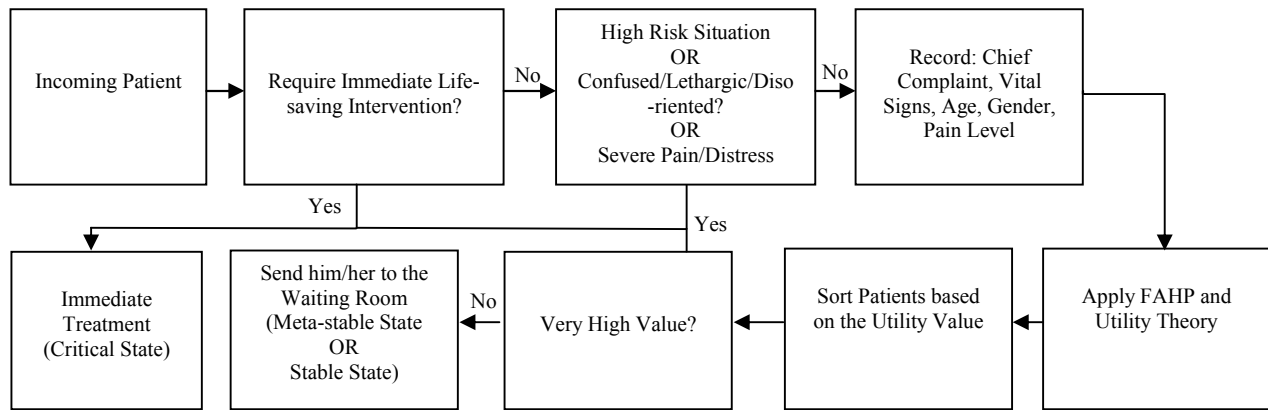 Incoming Patient
Require Immediate Life-
saving Intervention?
No
High Risk Situation
OR
Confused/Lethargic/Diso
-riented?
OR
Severe Pain/Distress
No
Record: Chief
Complaint, Vital
Signs, Age, Gender,
Pain Level
Yes
Yes
Immediate
Treatment
(Critical State)
Send him/her to the
Waiting Room
(Meta-stable State
OR
Stable State)
No
Very High Value?
Sort Patients based
on the Utility Value
Apply FAHP and
Utility Theory